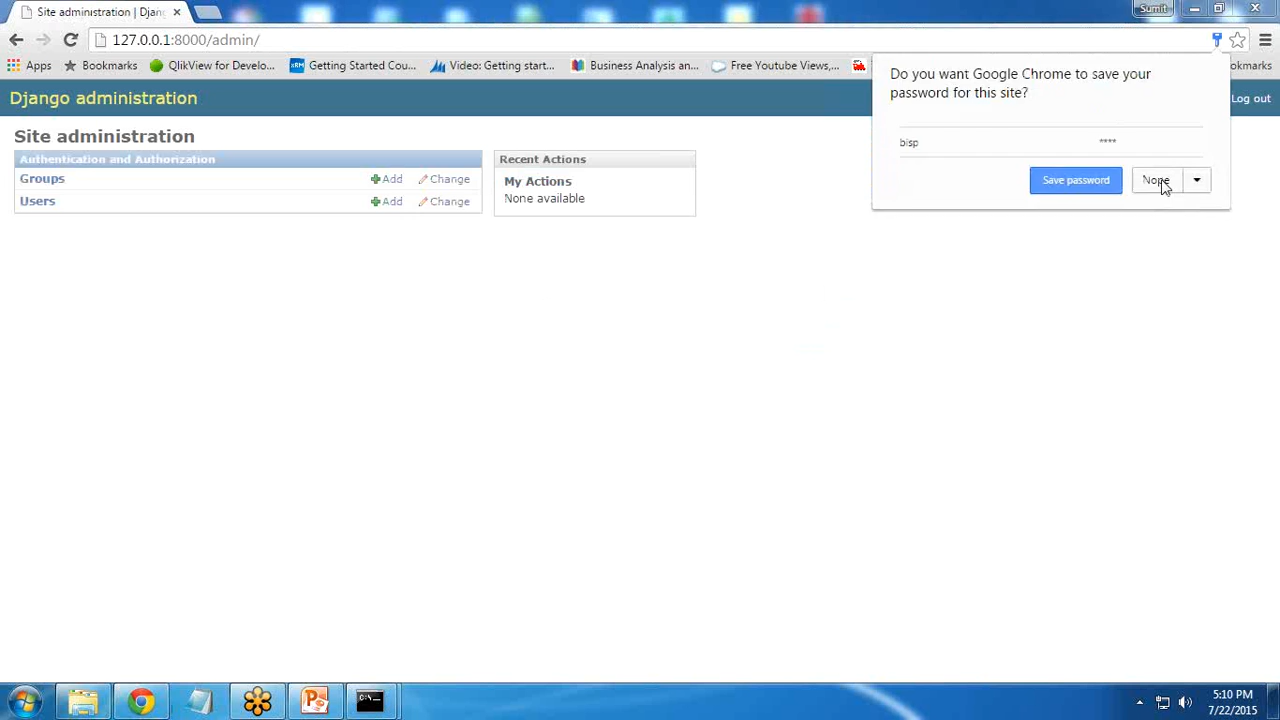 Site administration | Djan
Sumit
127.0.0.1:8000/admin/
Apps
Bookmarks
QlikView for Develo...
Getting Started Cou...
Video: Getting start...
Business Analysis an...
Free Youtube Views,...
okmarks
Do you want Google Chrome to save your
password for this site?
bisp ****
Save password
Nope
Django administration
Log out
Site administration
Authentication and Authorization
Groups Add Change
Users Add Change
Recent Actions
My Actions
None available
5:10 PM
7/22/2015